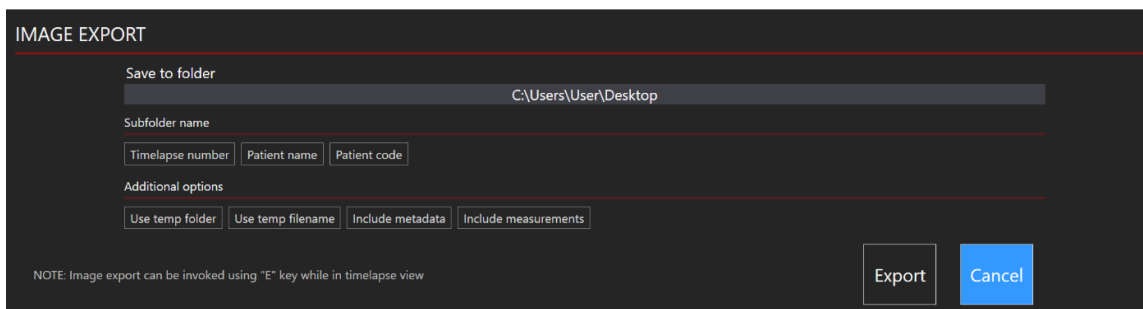 IMAGE EXPORT
Save to folder
C:\Users\User\Desktop
Subfolder name
Timelapse number Patient name Patient code
Additional options
Use temp folder Use temp filename Include metadata Include measurements
NOTE: Image export can be invoked using "E" key while in timelapse view
Export Cancel